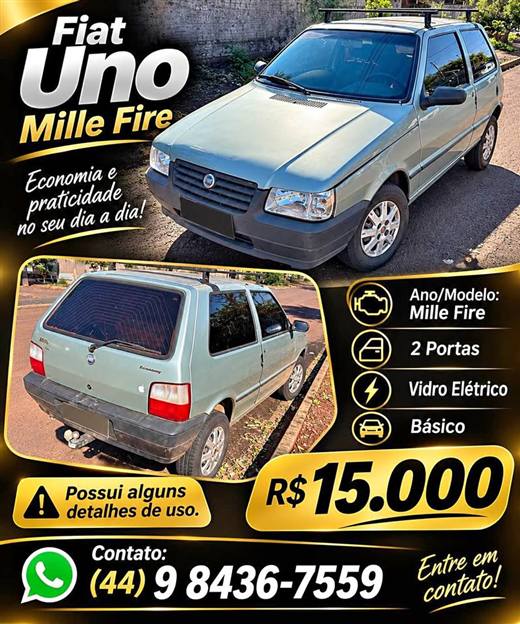 Fiat
Uno
Mille Fire
Economia e
praticidade
no seu dia a dia!
Ano/Modelo:
Mille Fire
2 Portas
Vidro Elétrico
Básico
R$ 15.000
Possui alguns
detalhes de uso.
Contato:
(44) 9 8436-7559
Entre em
contato!